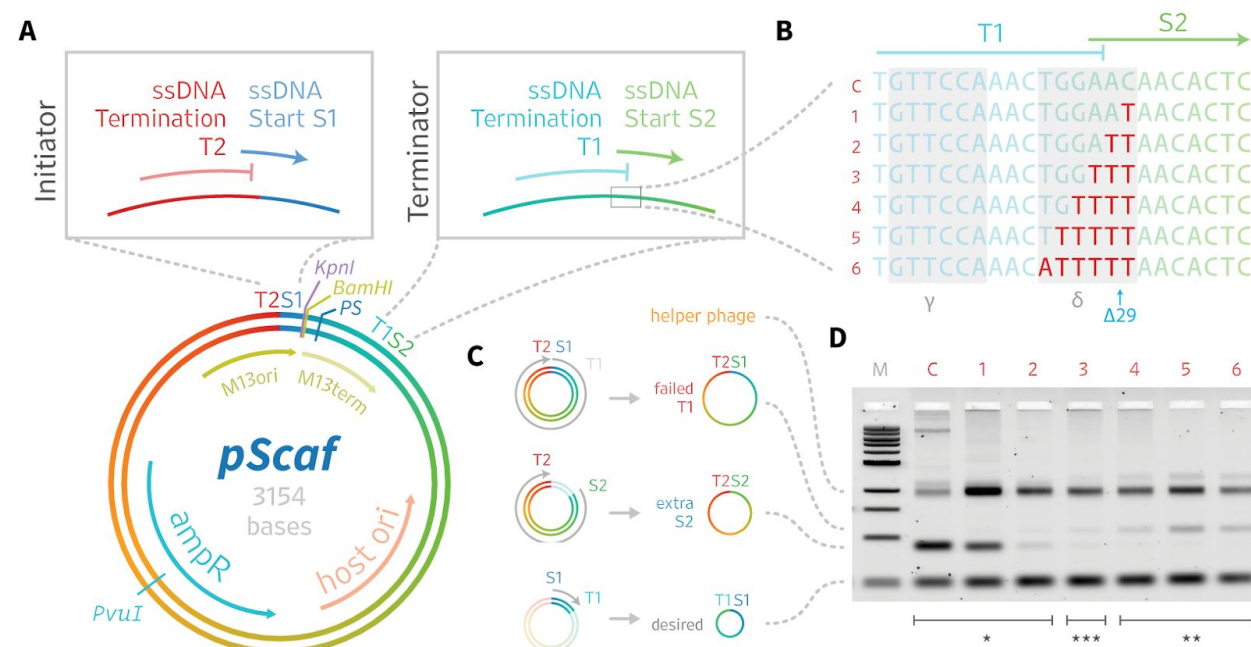 A
Initiator
ssDNA
Termination
T2
ssDNA
Start S1
Terminator
ssDNA
Termination
T1
ssDNA
Start S2
T2S1
KpnI
BamHI
PS
T1S2
M13ori
M13term
pScaf
3154
bases
ampR
host ori
PvuI
B
T1
S2
C TGTTCCAAACTGGAACAACACTC
1 TGTTCCAAACTGGAATAACACTC
2 TGTTCCAAACTGGATTAACACTC
3 TGTTCCAAACTGGTTTAACACTC
4 TGTTCCAAACTGTTTTAACACTC
5 TGTTCCAAACTTTTTTAACACTC
6 TGTTCCAAACATTTTTAACACTC
γ
δ
↑
Δ29
C
helper phage
T2 S1
T1
failed
T1
T2S1
T2
S2
extra
S2
T2S2
S1
T1
desired
T1S1
D
M C 1 2 3 4 5 6
* *** **